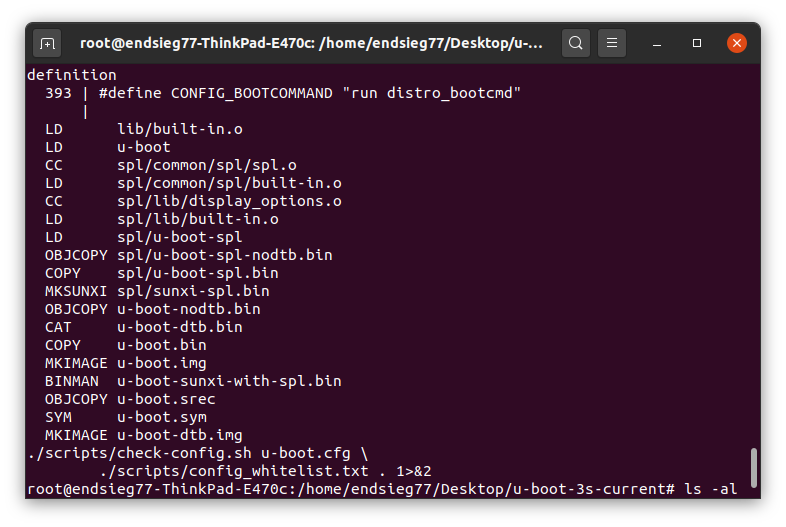 root@endsieg77-ThinkPad-E470c: /home/endsieg77/Desktop/u-...
definition
  393 | #define CONFIG_BOOTCOMMAND "run distro_bootcmd"
      |
  LD      lib/built-in.o
  LD      u-boot
  CC      spl/common/spl/spl.o
  LD      spl/common/spl/built-in.o
  CC      spl/lib/display_options.o
  LD      spl/lib/built-in.o
  LD      spl/u-boot-spl
  OBJCOPY spl/u-boot-spl-nodtb.bin
  COPY    spl/u-boot-spl.bin
  MKSUNXI spl/sunxi-spl.bin
  OBJCOPY u-boot-nodtb.bin
  CAT     u-boot-dtb.bin
  COPY    u-boot.bin
  MKIMAGE u-boot.img
  BINMAN  u-boot-sunxi-with-spl.bin
  OBJCOPY u-boot.srec
  SYM     u-boot.sym
  MKIMAGE u-boot-dtb.img
./scripts/check-config.sh u-boot.cfg \
        ./scripts/config_whitelist.txt . 1>&2
root@endsieg77-ThinkPad-E470c:/home/endsieg77/Desktop/u-boot-3s-current# ls -al